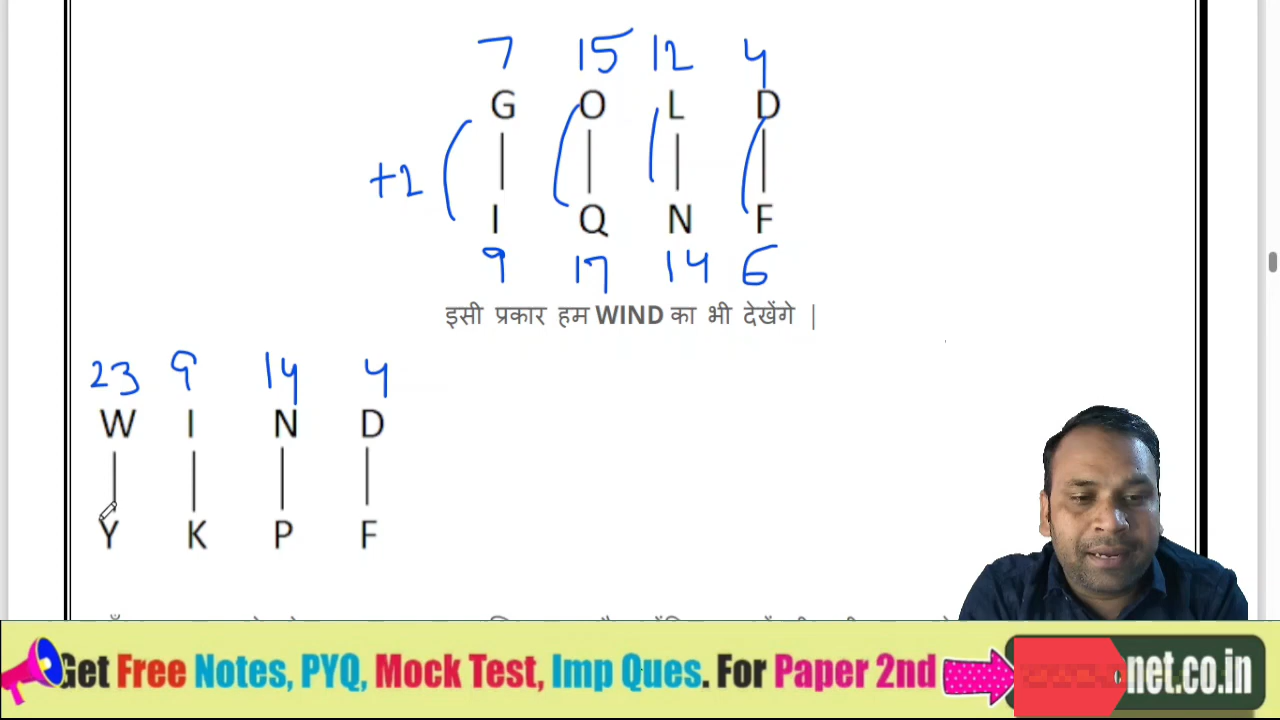 7 15 12 4
G O L D
+2
I Q N F
9 17 14 6
इसी प्रकार हम WIND का भी देखेंगे |
23 9 14 4
W I N D
Y K P F
Get Free Notes, PYQ, Mock Test, Imp Ques. For Paper 2nd net.co.in